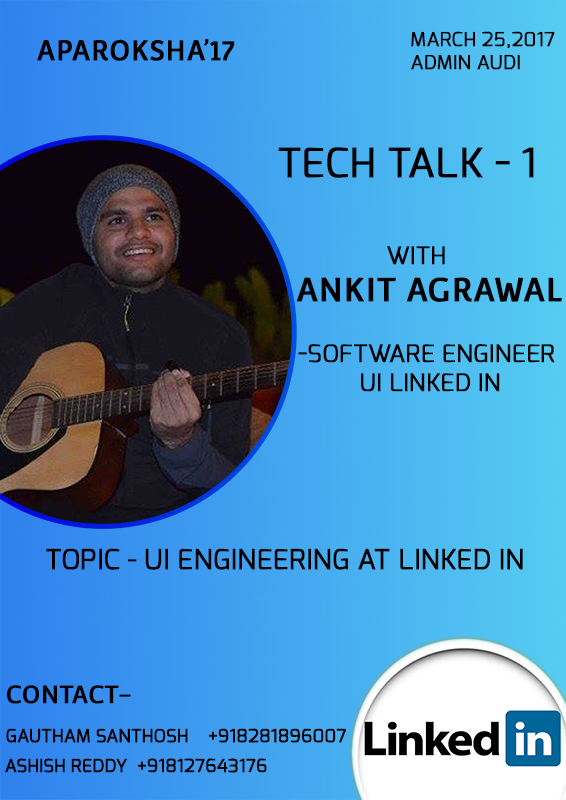 APAROKSHA'17
MARCH 25,2017
ADMIN AUDI
TECH TALK - 1
WITH
ANKIT AGRAWAL
-SOFTWARE ENGINEER
UI LINKED IN
TOPIC - UI ENGINEERING AT LINKED IN
CONTACT-
GAUTHAM SANTHOSH +918281896007
ASHISH REDDY +918127643176
Linked in